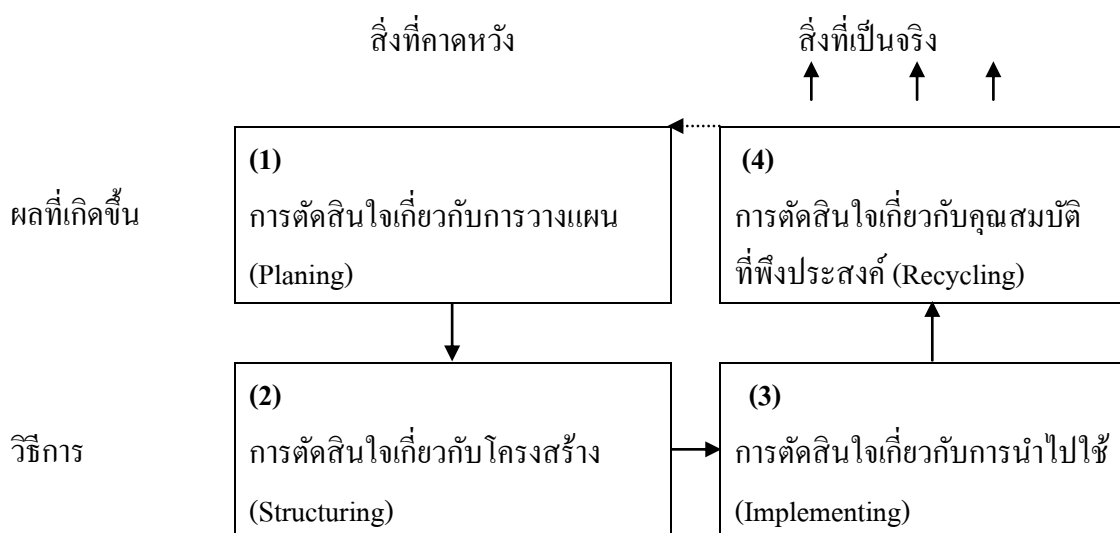 สิ่งที่คาดหวัง
สิ่งที่เป็นจริง
ผลที่เกิดขึ้น
(1)
การตัดสินใจเกี่ยวกับการวางแผน
(Planing)
(4)
การตัดสินใจเกี่ยวกับคุณสมบัติ
ที่พึงประสงค์ (Recycling)
วิธีการ
(2)
การตัดสินใจเกี่ยวกับโครงสร้าง
(Structuring)
(3)
การตัดสินใจเกี่ยวกับการนำไปใช้
(Implementing)